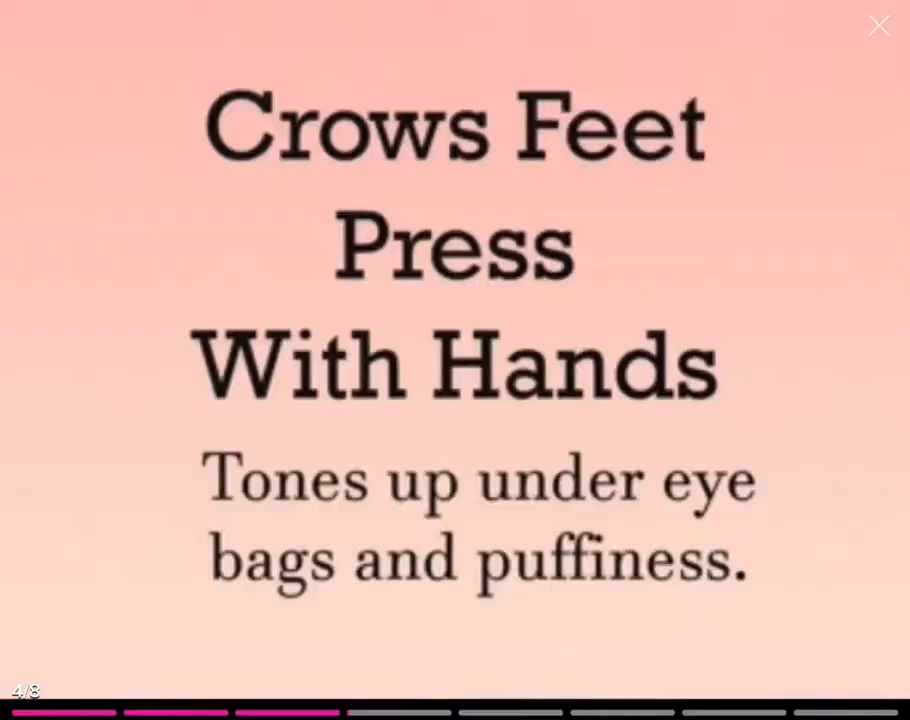 Crows Feet
Press
With Hands
Tones up under eye
bags and puffiness.
4/8